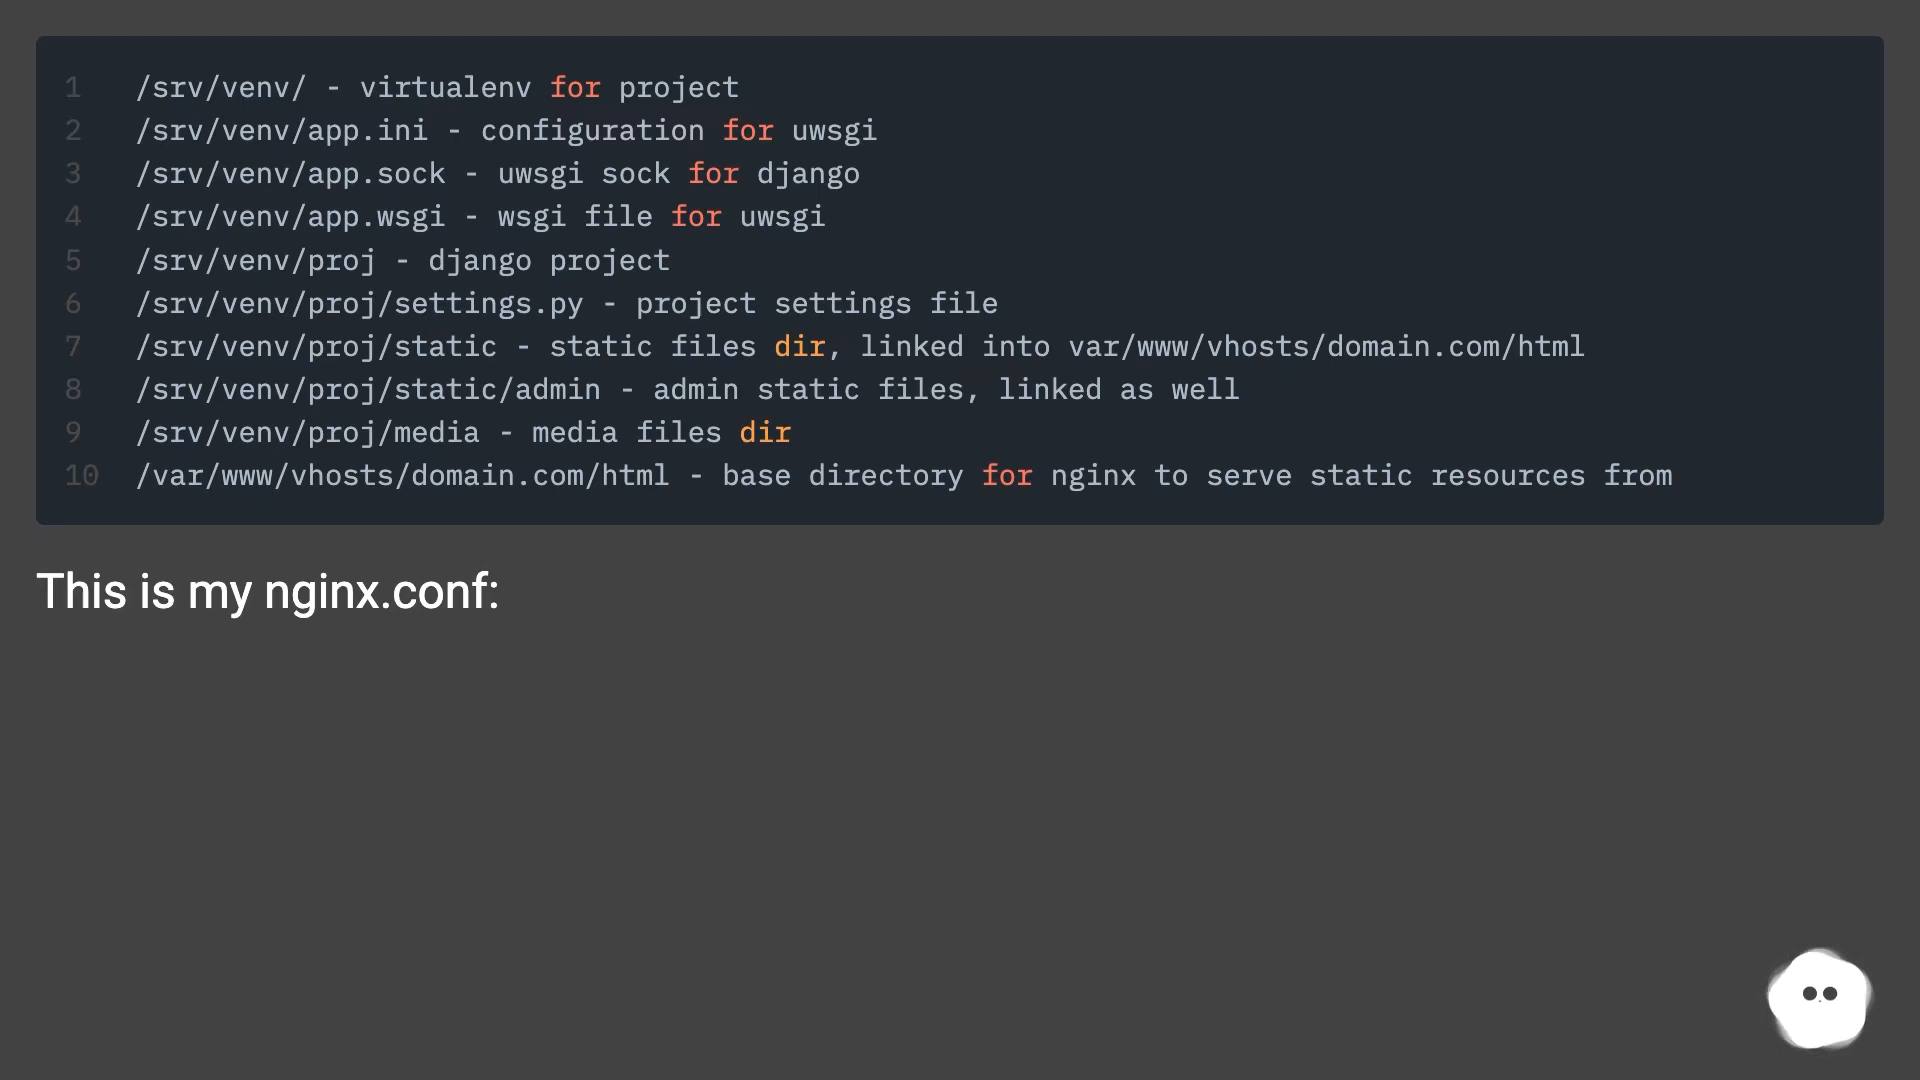 1 /srv/venv/ - virtualenv for project
2 /srv/venv/app.ini - configuration for uwsgi
3 /srv/venv/app.sock - uwsgi sock for django
4 /srv/venv/app.wsgi - wsgi file for uwsgi
5 /srv/venv/proj - django project
6 /srv/venv/proj/settings.py - project settings file
7 /srv/venv/proj/static - static files dir, linked into var/www/vhosts/domain.com/html
8 /srv/venv/proj/static/admin - admin static files, linked as well
9 /srv/venv/proj/media - media files dir
10 /var/www/vhosts/domain.com/html - base directory for nginx to serve static resources from
This is my nginx.conf: